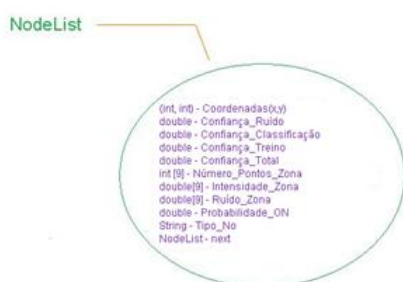 NodeList
(int, int) - Coordenadas(x,y)
double - Confiança_Ruído
double - Confiança_Classificação
double - Confiança_Treino
double - Confiança_Total
int [9] - Número_Pontos_Zona
double[9] - Intensidade_Zona
double[9] - Ruído_Zona
double - Probabilidade_ON
String - Tipo_No
NodeList - next